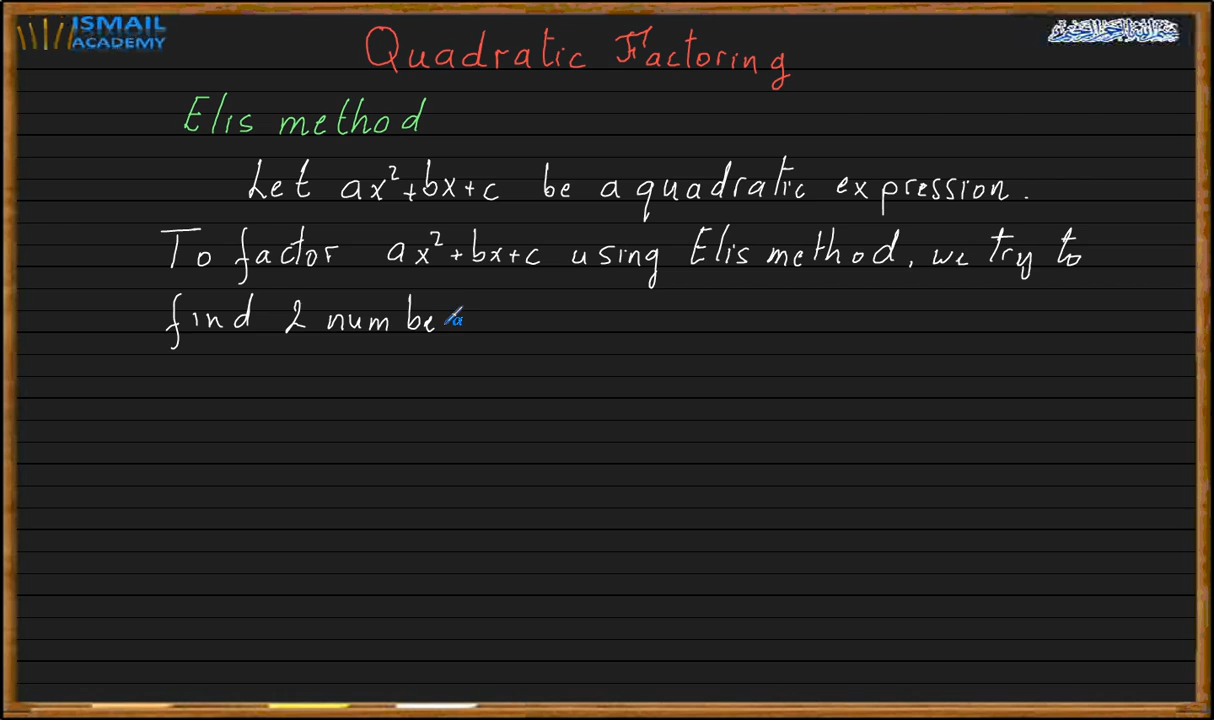 ISMAIL
ACADEMY
Quadratic Factoring
Elis method
Let ax²+bx+c be a quadratic expression.
To factor ax²+bx+c using Elis method, we try to
find 2 numbe